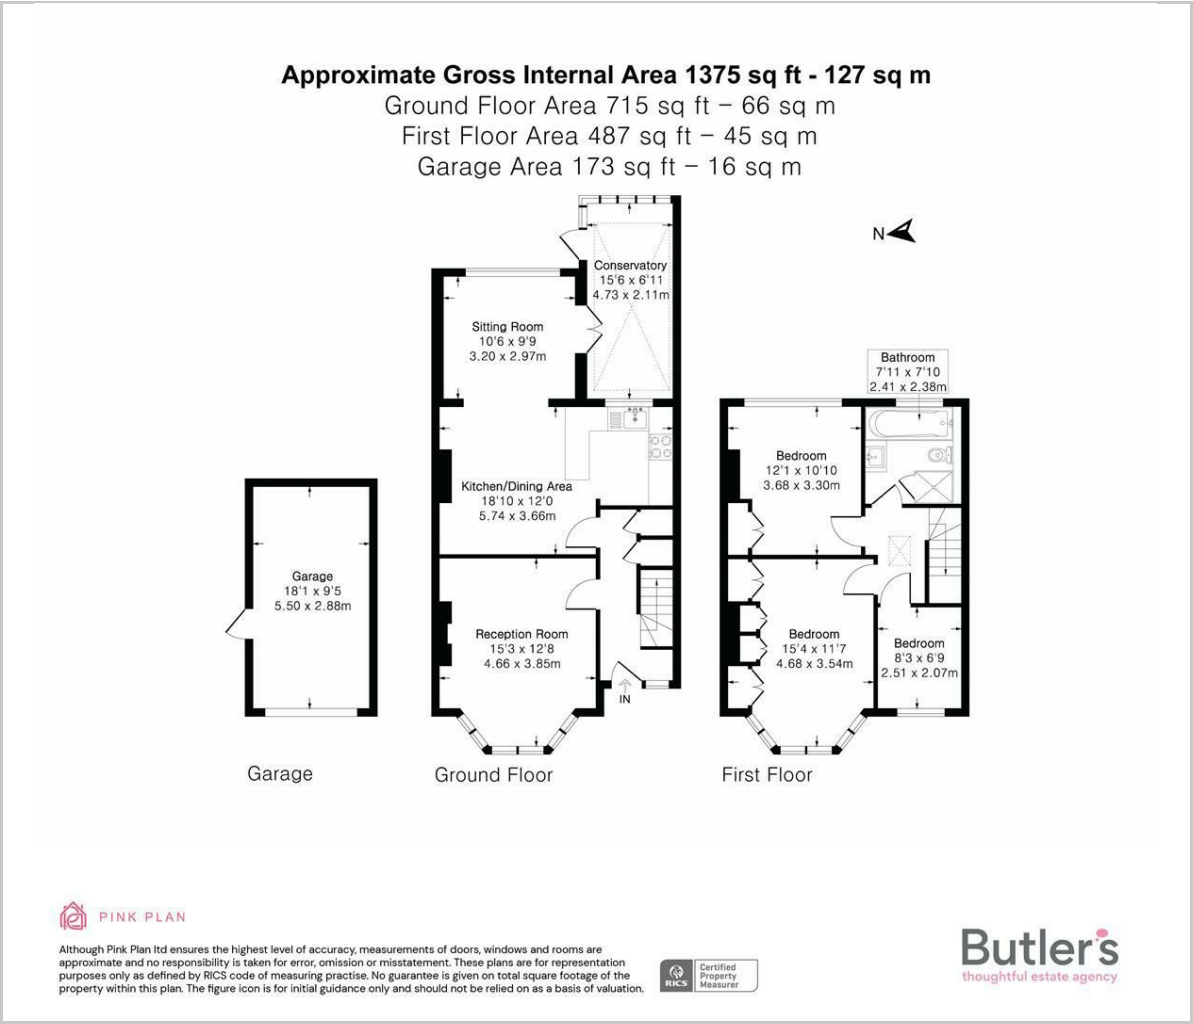 Approximate Gross Internal Area 1375 sq ft - 127 sq m
Ground Floor Area 715 sq ft – 66 sq m
First Floor Area 487 sq ft – 45 sq m
Garage Area 173 sq ft – 16 sq m
N
Conservatory
15'6 x 6'11
4.73 x 2.11m
Sitting Room
10'6 x 9'9
3.20 x 2.97m
Kitchen/Dining Area
18'10 x 12'0
5.74 x 3.66m
Reception Room
15'3 x 12'8
4.66 x 3.85m
IN
Garage
18'1 x 9'5
5.50 x 2.88m
Bathroom
7'11 x 7'10
2.41 x 2.38m
Bedroom
12'1 x 10'10
3.68 x 3.30m
Bedroom
15'4 x 11'7
4.68 x 3.54m
Bedroom
8'3 x 6'9
2.51 x 2.07m
Garage
Ground Floor
First Floor
PINK PLAN
Although Pink Plan ltd ensures the highest level of accuracy, measurements of doors, windows and rooms are
approximate and no responsibility is taken for error, omission or misstatement. These plans are for representation
purposes only as defined by RICS code of measuring practise. No guarantee is given on total square footage of the
property within this plan. The figure icon is for initial guidance only and should not be relied on as a basis of valuation.
RICS
Certified
Property
Measurer
Butler's
thoughtful estate agency